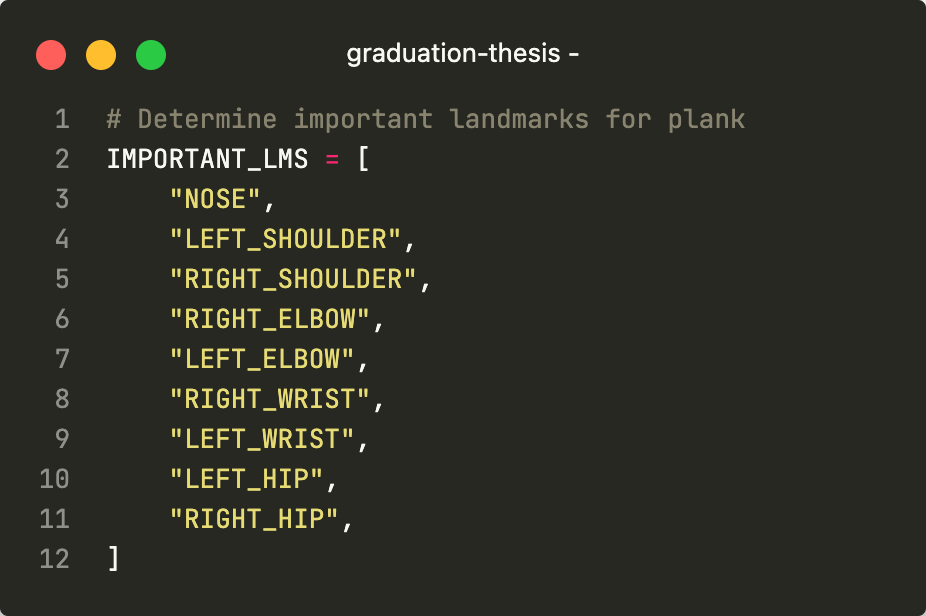 graduation-thesis -
1 # Determine important landmarks for plank
2 IMPORTANT_LMS = [
3     "NOSE",
4     "LEFT_SHOULDER",
5     "RIGHT_SHOULDER",
6     "RIGHT_ELBOW",
7     "LEFT_ELBOW",
8     "RIGHT_WRIST",
9     "LEFT_WRIST",
10     "LEFT_HIP",
11     "RIGHT_HIP",
12 ]